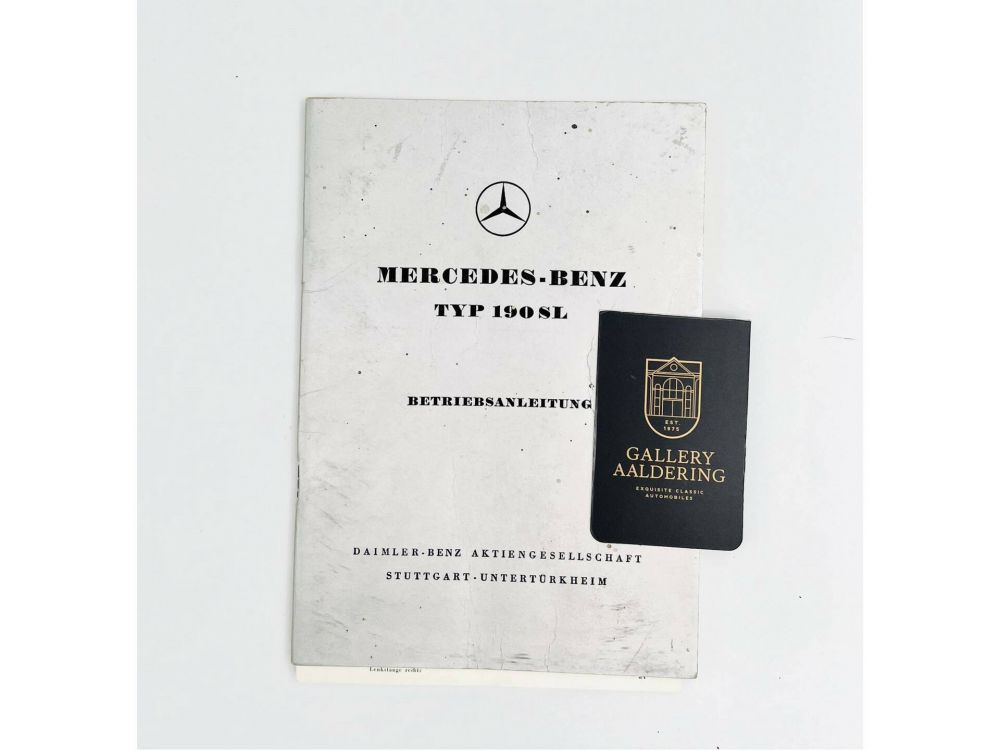 MERCEDES-BENZ
TYP 190 SL
BETRIEBSANLEITUNG
DAIMLER-BENZ AKTIENGESELLSCHAFT
STUTTGART-UNTERTÜRKHEIM
Lenkstange rechts
EST.
1975
GALLERY
AALDERING
EXQUISITE CLASSIC
AUTOMOBILES